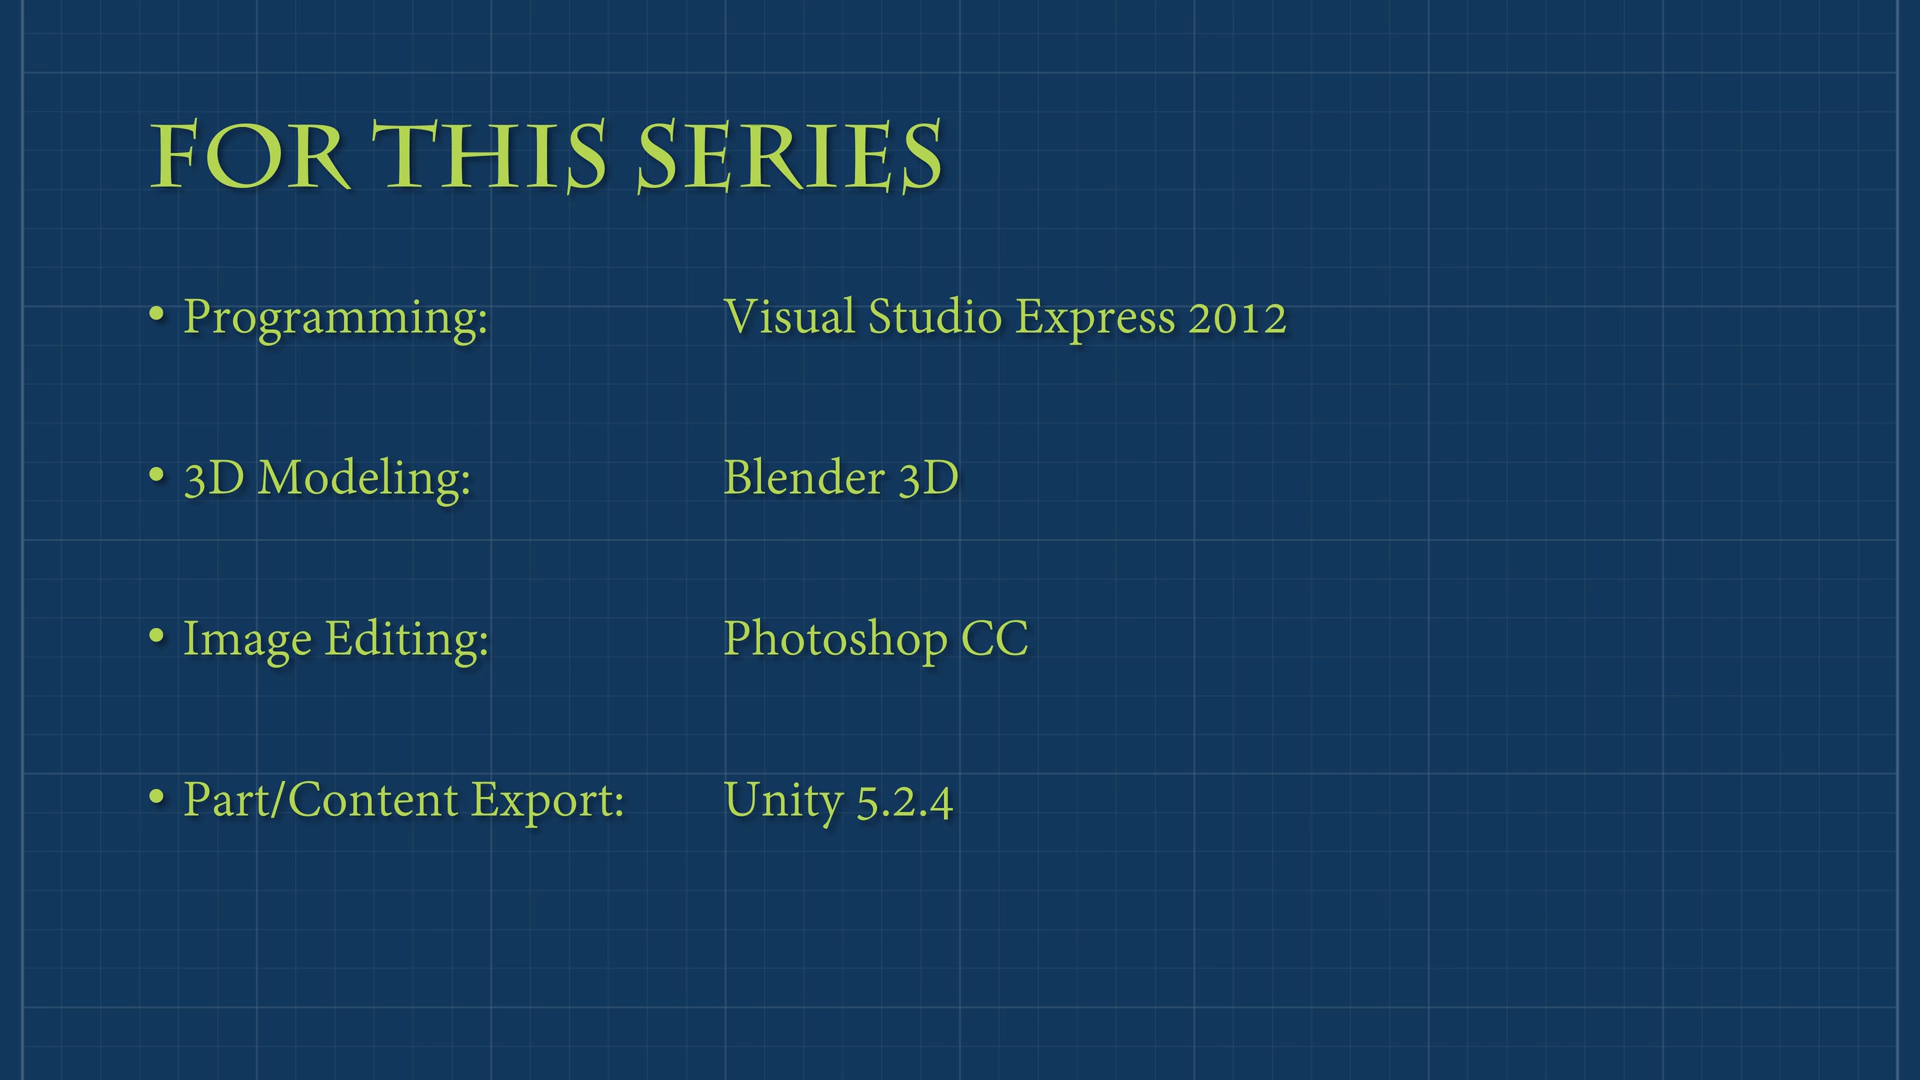 FOR THIS SERIES
• Programming: Visual Studio Express 2012
• 3D Modeling: Blender 3D
• Image Editing: Photoshop CC
• Part/Content Export: Unity 5.2.4